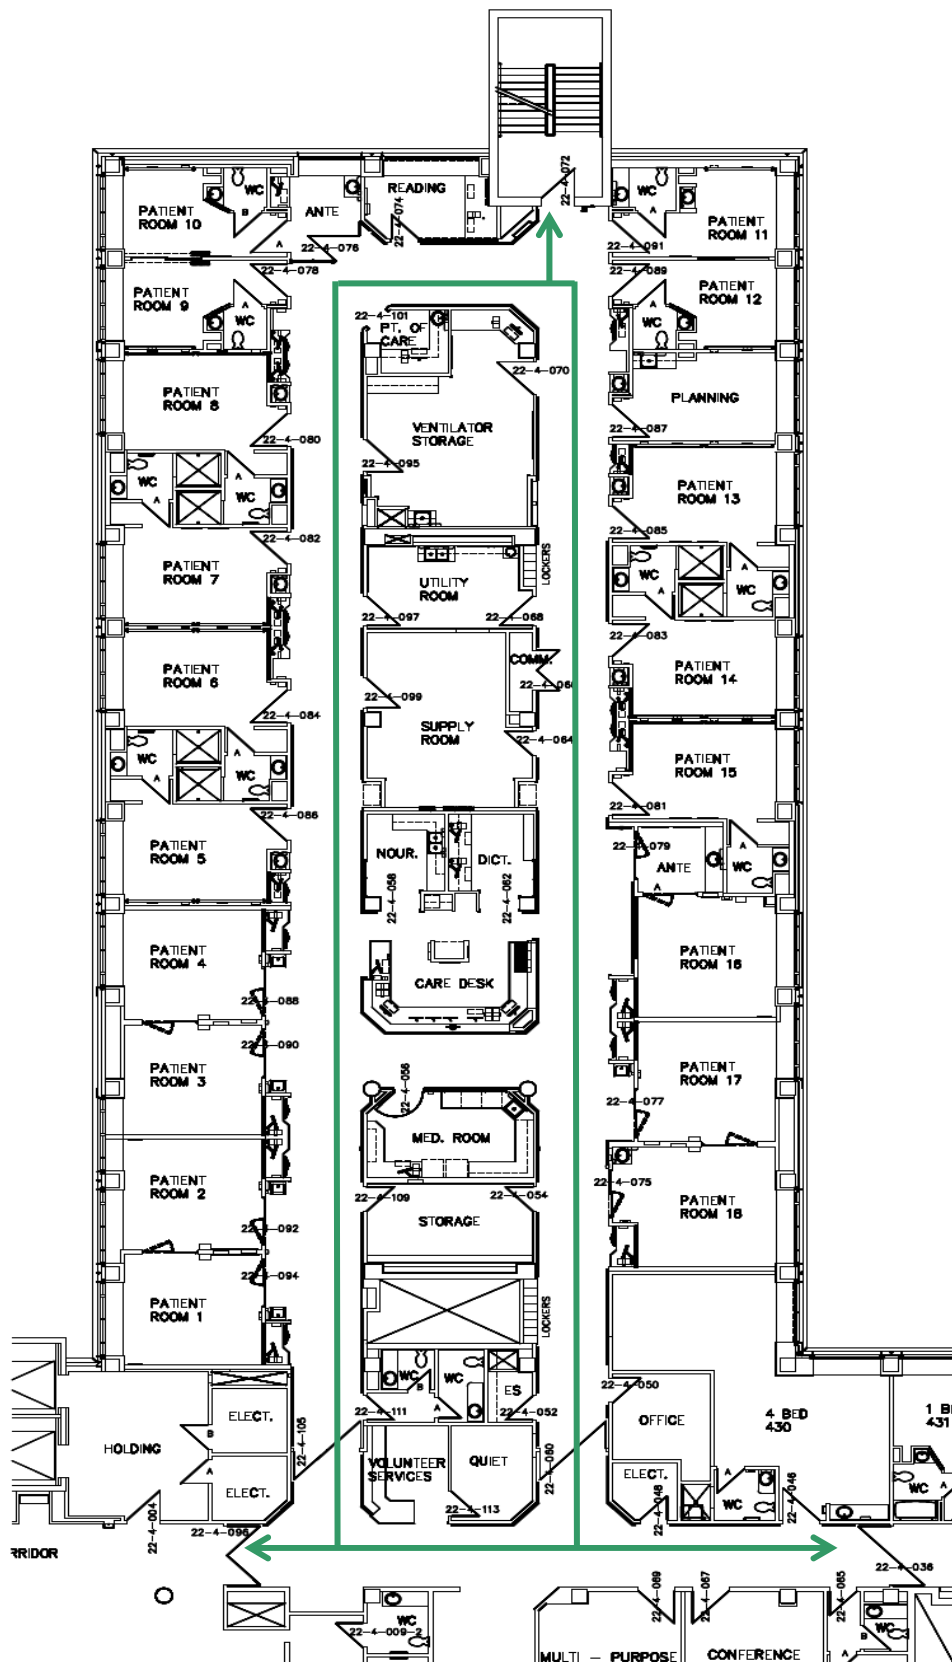 22-4-072
WC
B
ANTE
22-4-074
READING
WC
A
PATIENT
ROOM 10
A
22-4-076
22-4-091
PATIENT
ROOM 11
22-4-078
22-4-089
PATIENT
ROOM 9
A
WC
A
WC
PATIENT
ROOM 12
22-4-101
PT. OF
CARE
22-4-070
PATIENT
ROOM 8
PLANNING
22-4-080
VENTILATOR
STORAGE
22-4-087
22-4-095
WC
A
A
WC
PATIENT
ROOM 13
22-4-082
22-4-085
LOCKERS
PATIENT
ROOM 7
UTILITY
ROOM
WC
A
A
WC
22-4-097
22-4-068
22-4-083
PATIENT
ROOM 6
COMM.
22-4-066
PATIENT
ROOM 14
22-4-099
22-4-084
SUPPLY
ROOM
22-4-064
WC
A
A
WC
PATIENT
ROOM 15
22-4-086
22-4-081
PATIENT
ROOM 5
NOUR.
DICT.
22-4-079
ANTE
A
A
WC
22-4-058
22-4-062
PATIENT
ROOM 4
CARE DESK
PATIENT
ROOM 16
22-4-088
22-4-090
PATIENT
ROOM 3
22-4-056
PATIENT
ROOM 17
22-4-077
MED. ROOM
PATIENT
ROOM 2
22-4-109
22-4-054
22-4-075
PATIENT
ROOM 18
22-4-092
STORAGE
22-4-094
PATIENT
ROOM 1
LOCKERS
WC
B
WC
A
ES
22-4-050
22-4-111
22-4-052
ELECT.
B
22-4-105
OFFICE
4 BED
430
1 B
431
HOLDING
A
VOLUNTEER
SERVICES
QUIET
22-4-060
ELECT.
ELECT.
A
WC
WC
A
22-4-004
22-4-096
22-4-113
22-4-048
22-4-046
RRIDOR
22-4-036
22-4-069
22-4-067
22-4-065
WC
22-4-009-2
WC
B
A
MULTI - PURPOSE
CONFERENCE